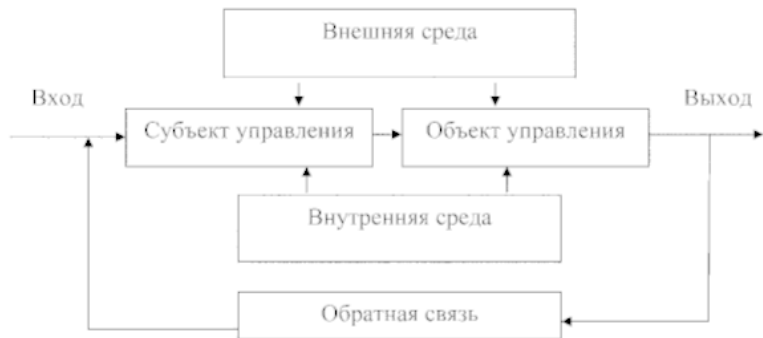 Внешняя среда
Вход
Выход
Субъект управления
Объект управления
Внутренняя среда
Обратная связь